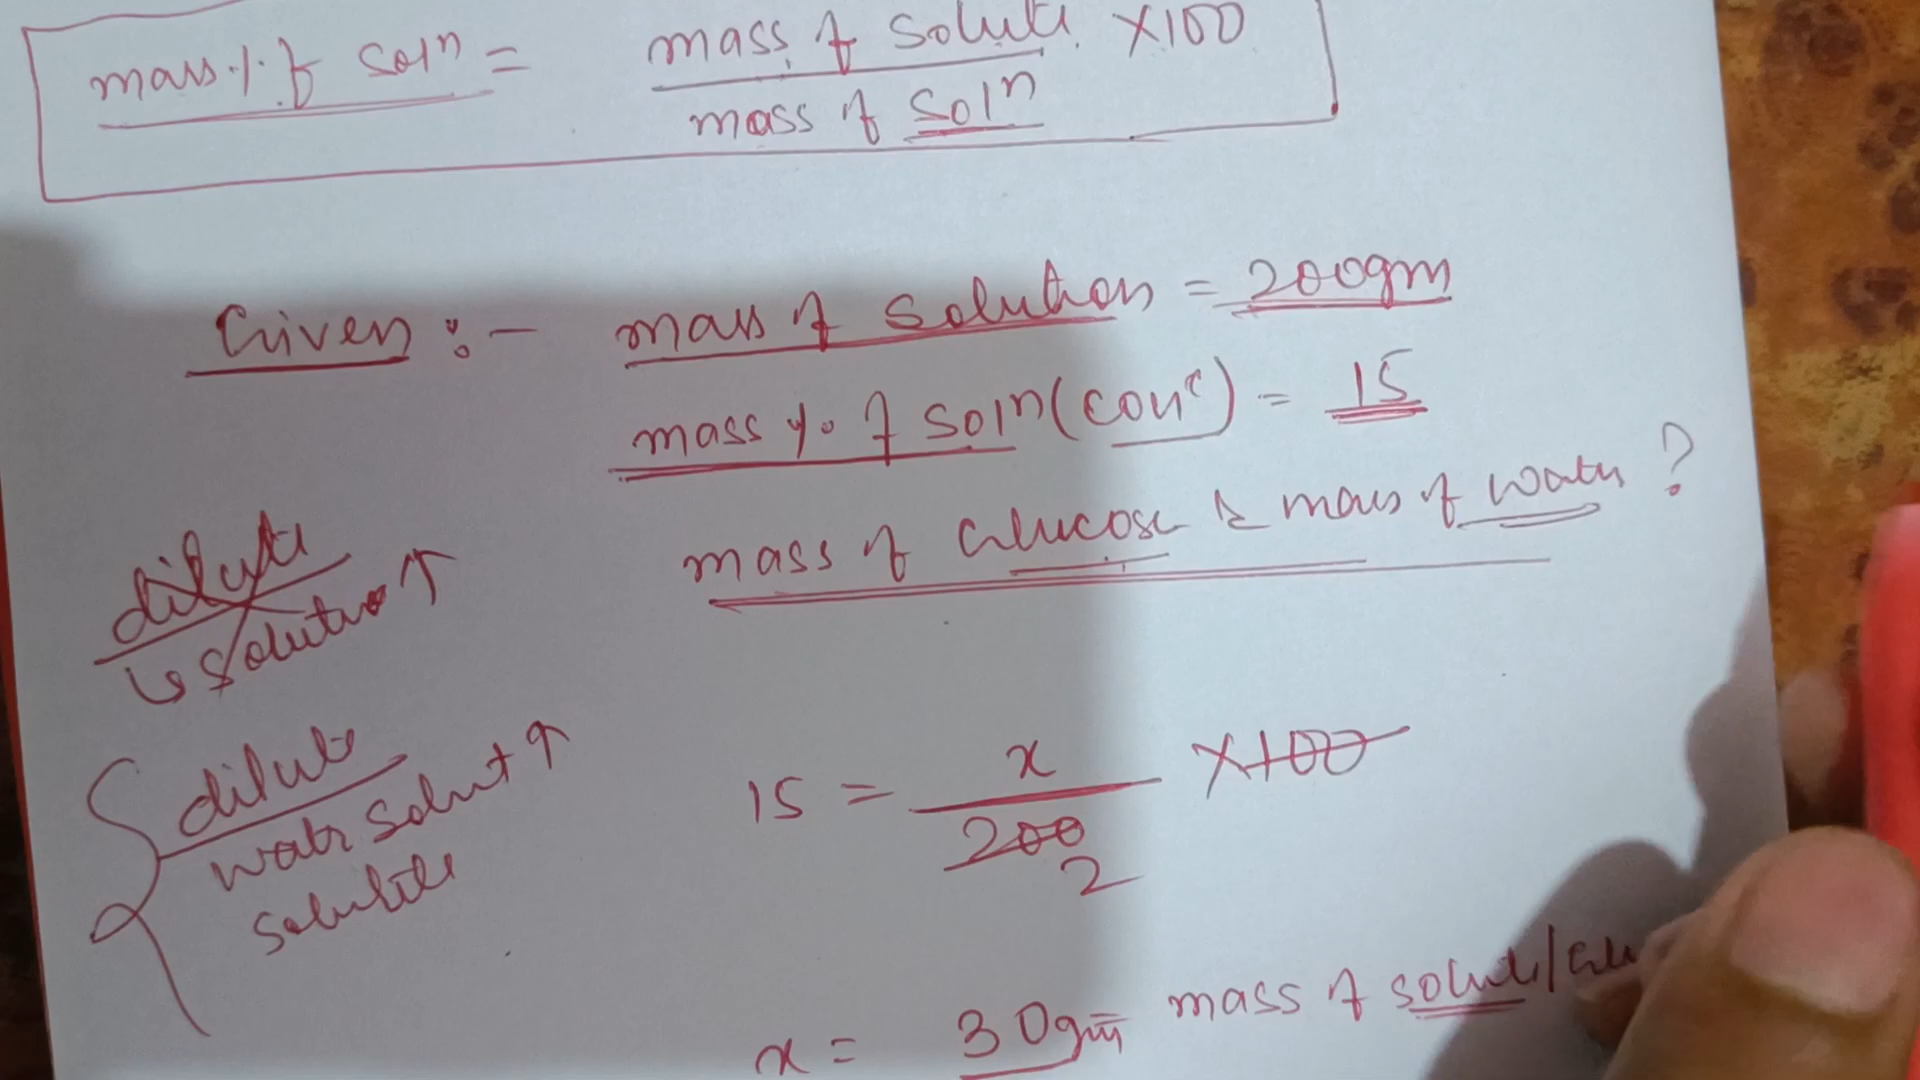 mass % of solⁿ = mass of solute / mass of solⁿ ×100
Given :- mass of solution = 200gm
mass % of solⁿ (conᶜ) = 15
mass of Glucose & mass of water ?
dilute
↳ solution ↑
dilute
water solvent ↑
solute
15 = x / 200 ×100
2
x = 30gm mass of solute/Glu